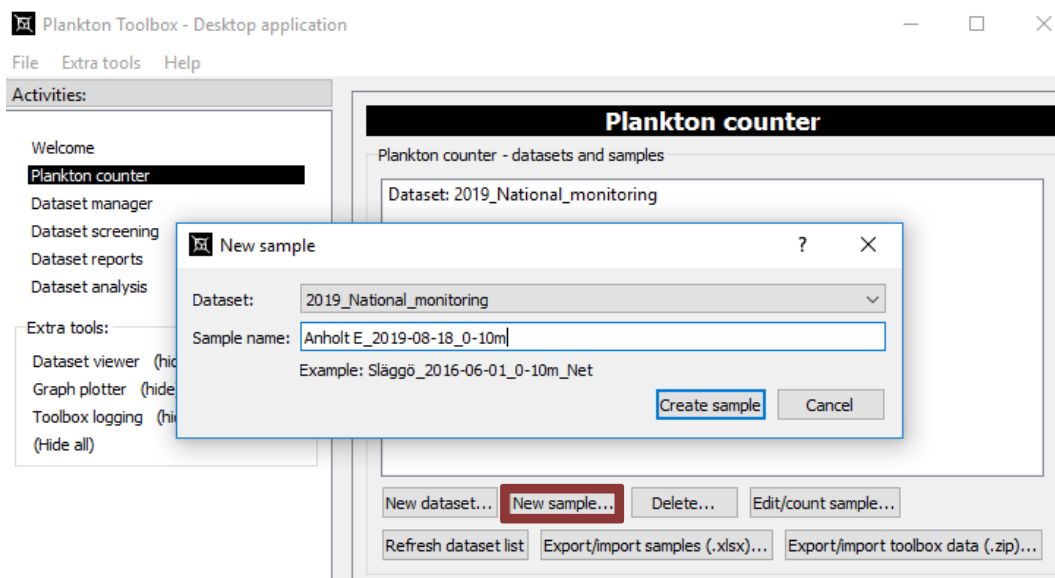 Plankton Toolbox - Desktop application
File Extra tools Help
Activities:
Welcome
Plankton counter
Dataset manager
Dataset screening
Dataset reports
Dataset analysis
Extra tools:
Dataset viewer (hid
Graph plotter (hide
Toolbox logging (hi
(Hide all)
Plankton counter
Plankton counter - datasets and samples
Dataset: 2019_National_monitoring
New sample
?
Dataset: 2019_National_monitoring
Sample name: Anholt E_2019-08-18_0-10m
Example: Släggö_2016-06-01_0-10m_Net
Create sample Cancel
New dataset... New sample... Delete... Edit/count sample...
Refresh dataset list Export/import samples (.xlsx)... Export/import toolbox data (.zip)...